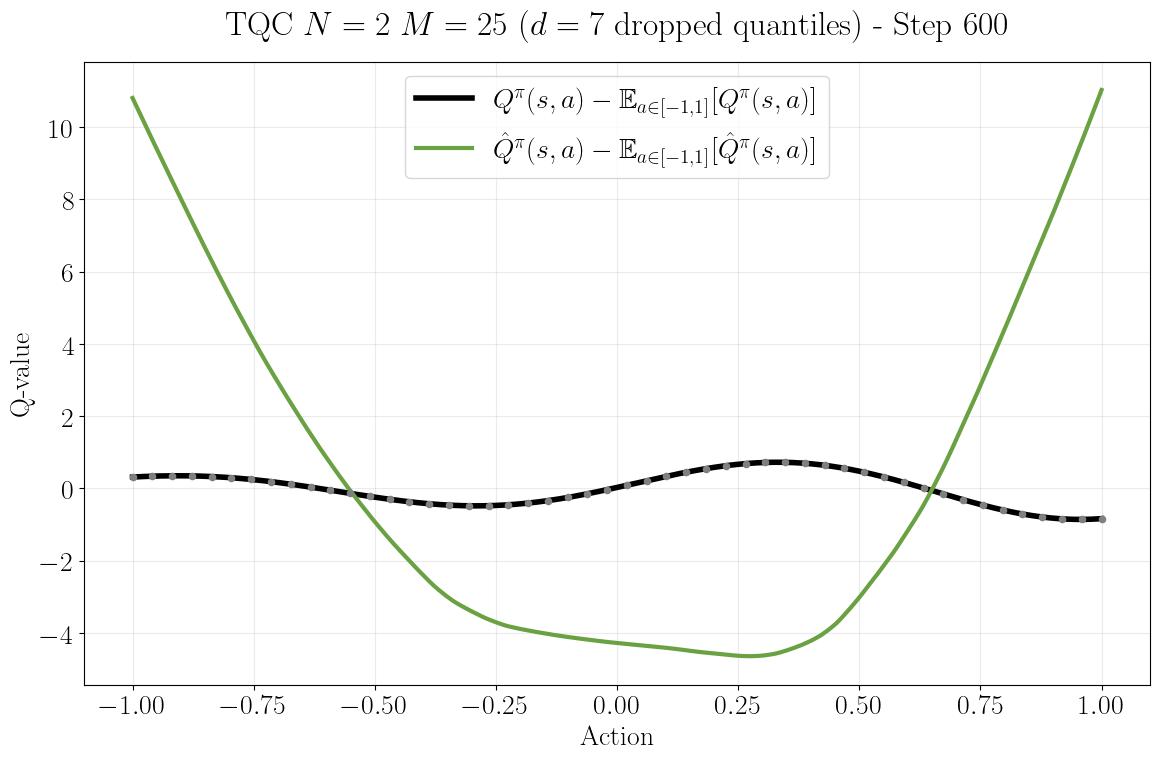 TQC N = 2 M = 25 (d = 7 dropped quantiles) - Step 600
Q^π(s, a) − 𝔼_{a∈[−1,1]}[Q^π(s, a)]
Q̂^π(s, a) − 𝔼_{a∈[−1,1]}[Q̂^π(s, a)]
10
8
6
4
2
0
−2
−4
Q-value
−1.00 −0.75 −0.50 −0.25 0.00 0.25 0.50 0.75 1.00
Action